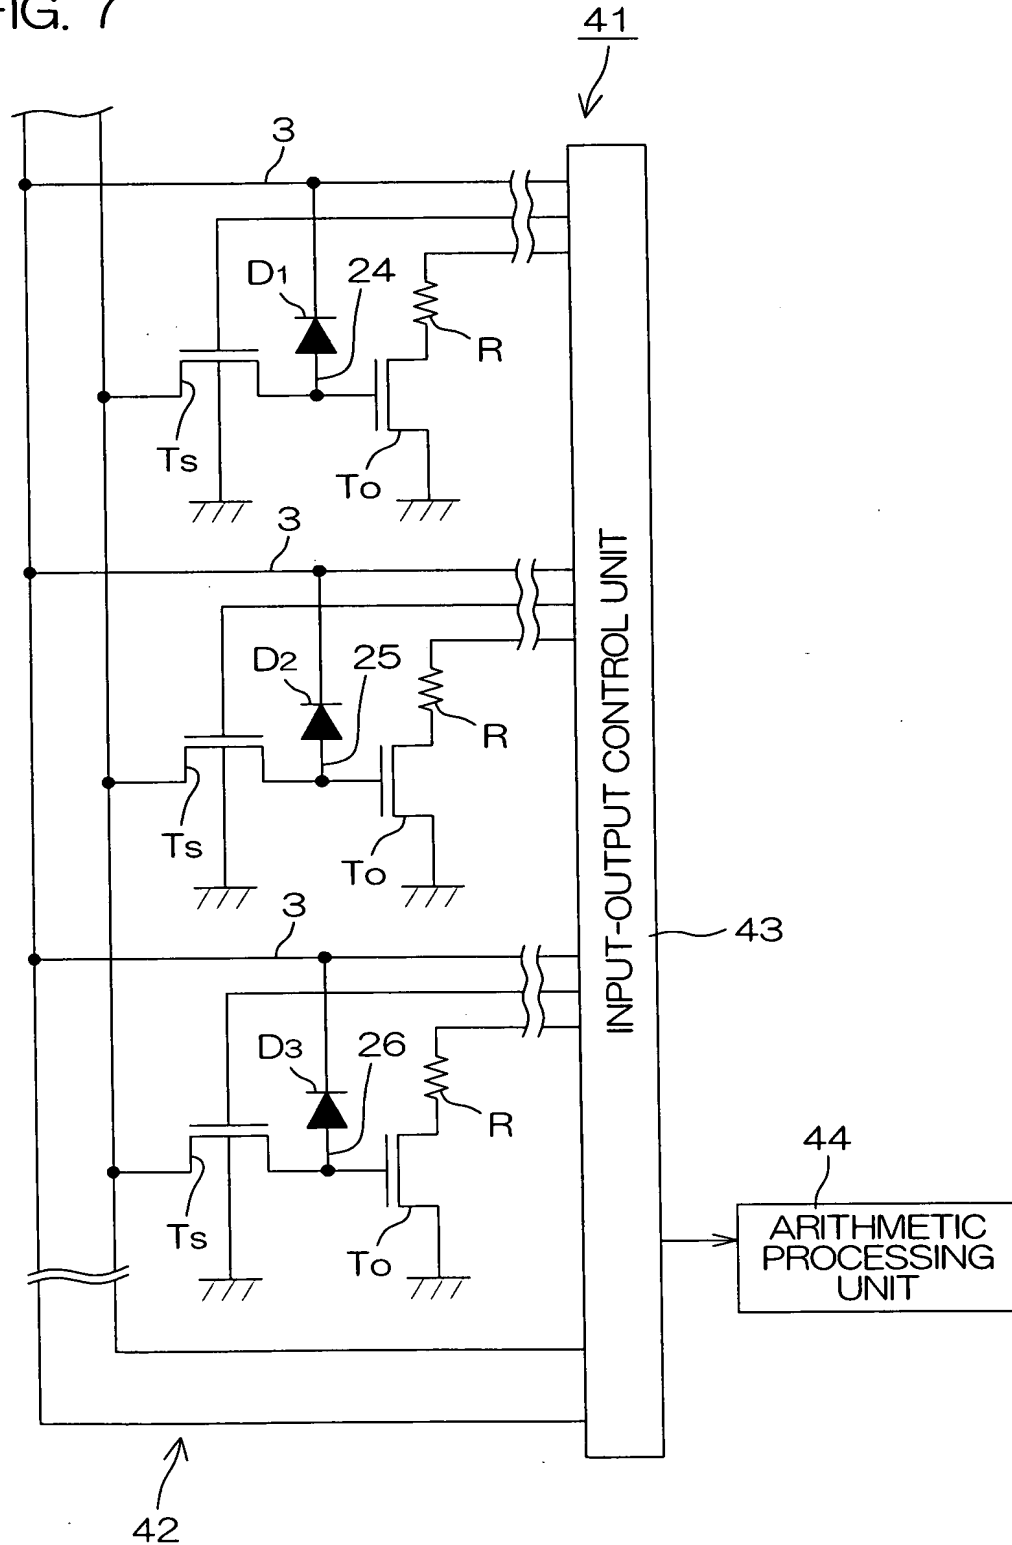 FIG. 7
41
3
D1
24
R
Ts
To
3
D2
25
R
Ts
To
INPUT-OUTPUT CONTROL UNIT
3
43
D3
26
R
44
Ts
To
ARITHMETIC
PROCESSING
UNIT
42